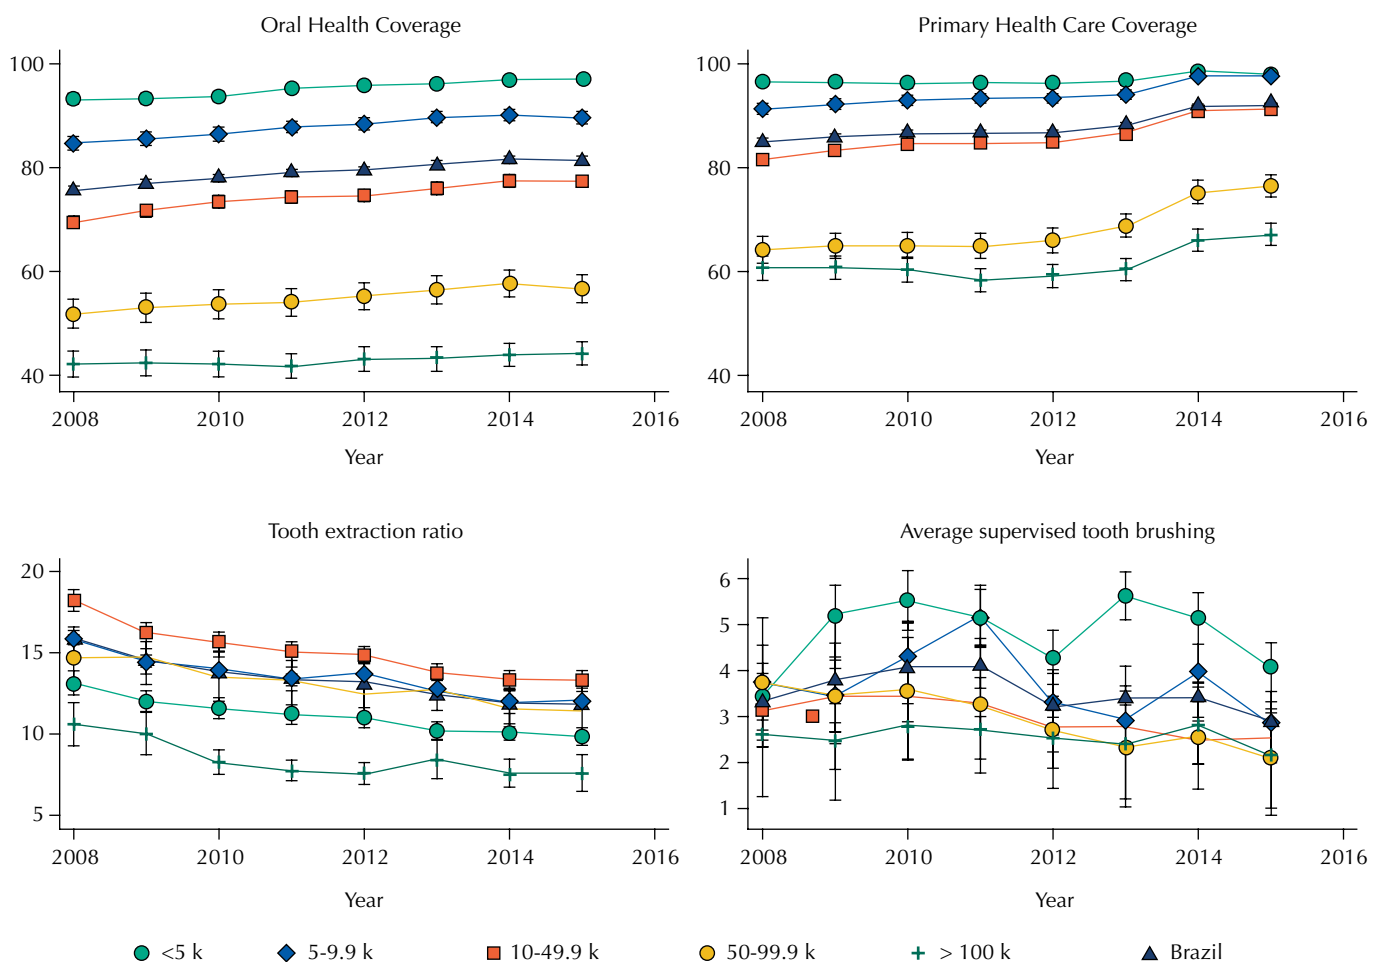 Oral Health Coverage
100
80
60
40
2008 2010 2012 2014 2016
Year
Primary Health Care Coverage
100
80
60
40
2008 2010 2012 2014 2016
Year
Tooth extraction ratio
20
15
10
5
2008 2010 2012 2014 2016
Year
Average supervised tooth brushing
6
5
4
3
2
1
2008 2010 2012 2014 2016
Year
<5 k 5-9.9 k 10-49.9 k 50-99.9 k > 100 k Brazil